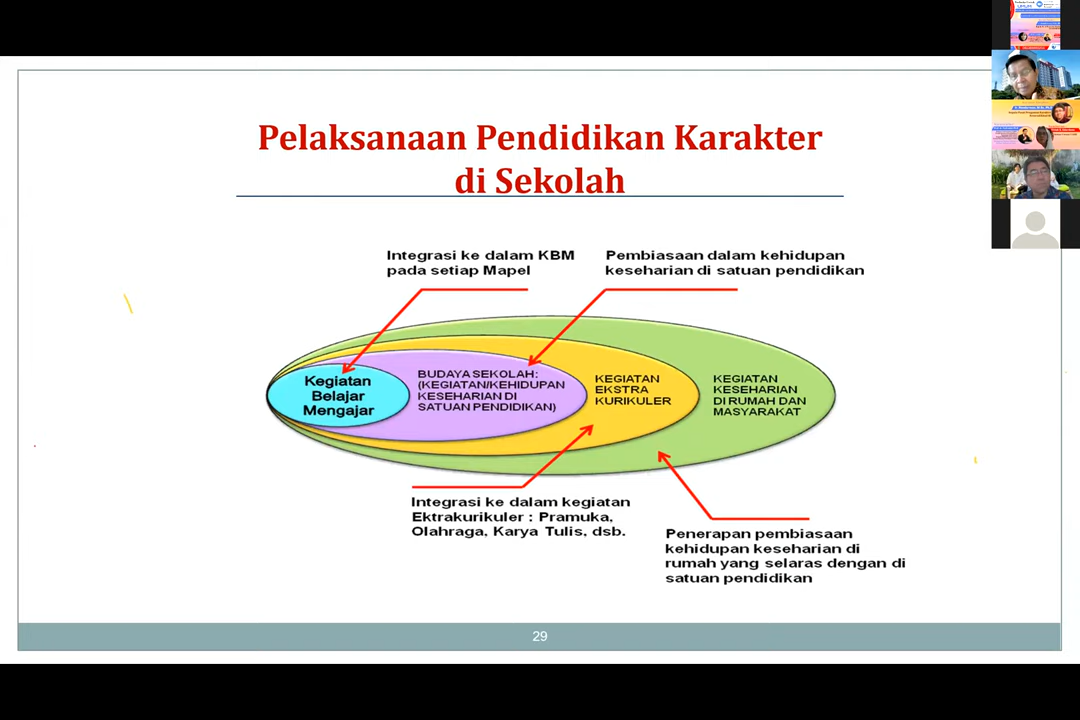 Pelaksanaan Pendidikan Karakter
di Sekolah
Integrasi ke dalam KBM
pada setiap Mapel
Pembiasaan dalam kehidupan
keseharian di satuan pendidikan
Kegiatan
Belajar
Mengajar
BUDAYA SEKOLAH:
(KEGIATAN/KEHIDUPAN
KESEHARIAN DI
SATUAN PENDIDIKAN)
KEGIATAN
EKSTRA
KURIKULER
KEGIATAN
KESEHARIAN
DI RUMAH DAN
MASYARAKAT
Integrasi ke dalam kegiatan
Ektrakurikuler : Pramuka,
Olahraga, Karya Tulis, dsb.
Penerapan pembiasaan
kehidupan keseharian di
rumah yang selaras dengan di
satuan pendidikan
29